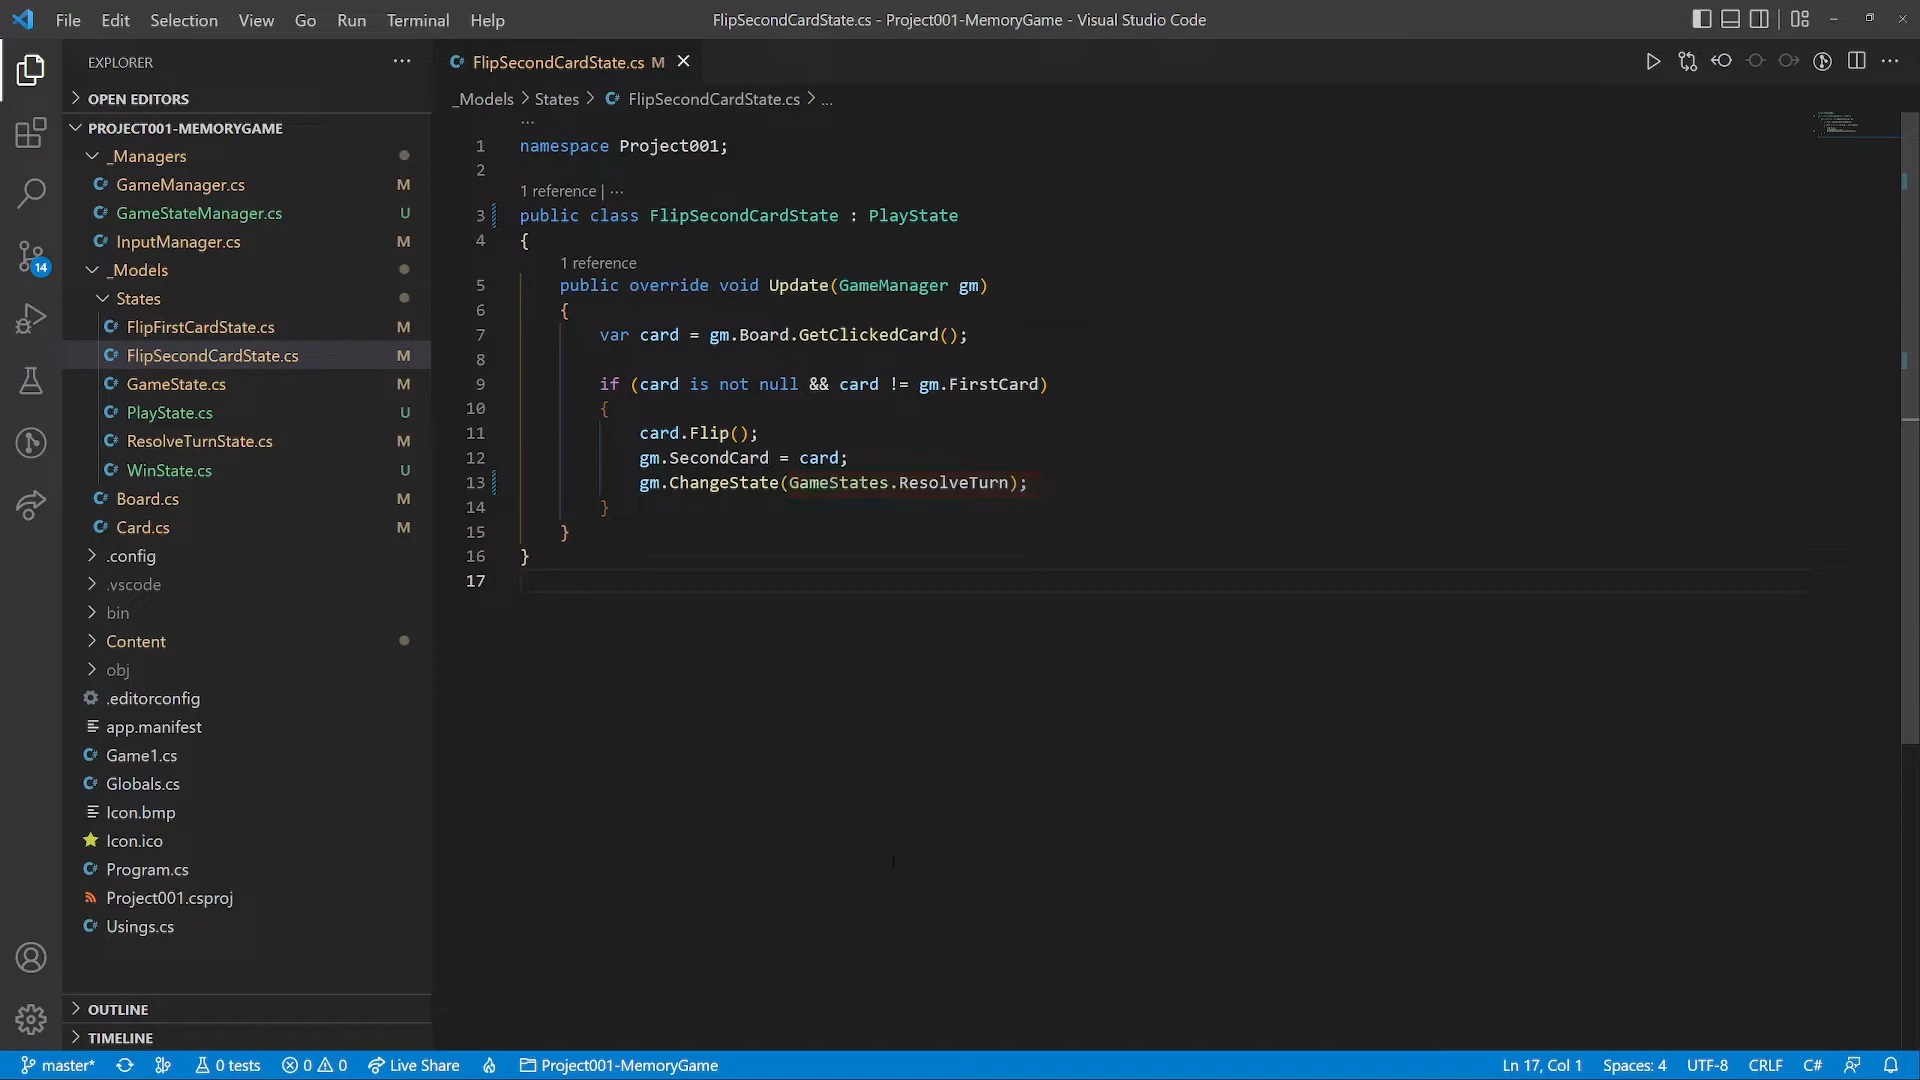 File Edit Selection View Go Run Terminal Help
FlipSecondCardState.cs - Project001-MemoryGame - Visual Studio Code
EXPLORER
OPEN EDITORS
PROJECT001-MEMORYGAME
_Managers
GameManager.cs M
GameStateManager.cs U
InputManager.cs M
_Models
States
FlipFirstCardState.cs M
FlipSecondCardState.cs M
GameState.cs M
PlayState.cs U
ResolveTurnState.cs M
WinState.cs U
Board.cs M
Card.cs M
.config
.vscode
bin
Content
obj
.editorconfig
app.manifest
Game1.cs
Globals.cs
Icon.bmp
Icon.ico
Program.cs
Project001.csproj
Usings.cs
OUTLINE
TIMELINE
14
FlipSecondCardState.cs M
_Models > States > FlipSecondCardState.cs > ...
1 namespace Project001;
2
1 reference | ...
3 public class FlipSecondCardState : PlayState
4 {
1 reference
5 public override void Update(GameManager gm)
6 {
7 var card = gm.Board.GetClickedCard();
8
9 if (card is not null && card != gm.FirstCard)
10 {
11 card.Flip();
12 gm.SecondCard = card;
13 gm.ChangeState(GameStates.ResolveTurn);
14 }
15 }
16 }
17
master* 0 tests 0 0 Live Share Project001-MemoryGame
Ln 17, Col 1 Spaces: 4 UTF-8 CRLF C#